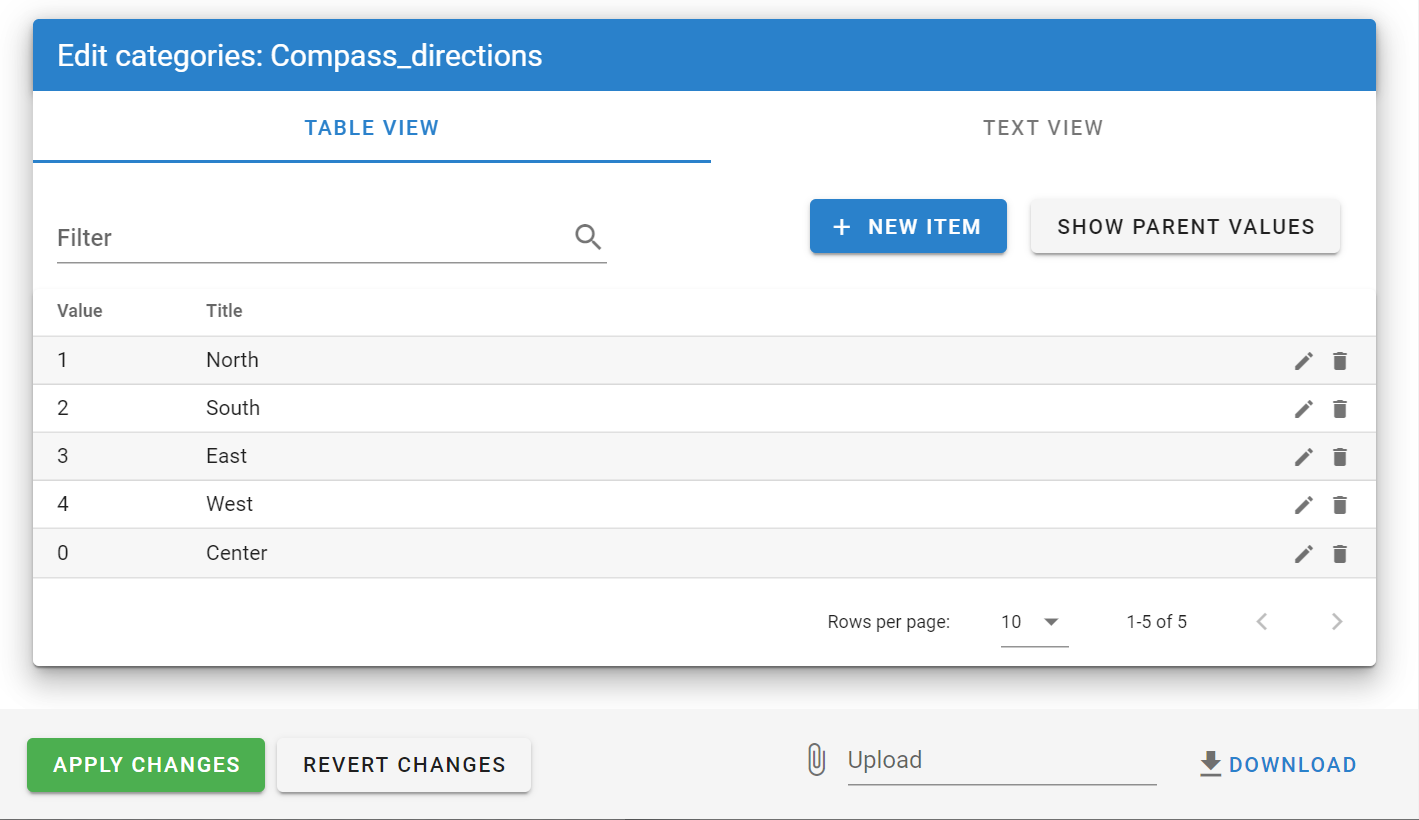 Edit categories: Compass_directions
TABLE VIEW
TEXT VIEW
Filter
+ NEW ITEM
SHOW PARENT VALUES
Value Title
1 North
2 South
3 East
4 West
0 Center
Rows per page: 10 1-5 of 5
APPLY CHANGES
REVERT CHANGES
Upload
DOWNLOAD